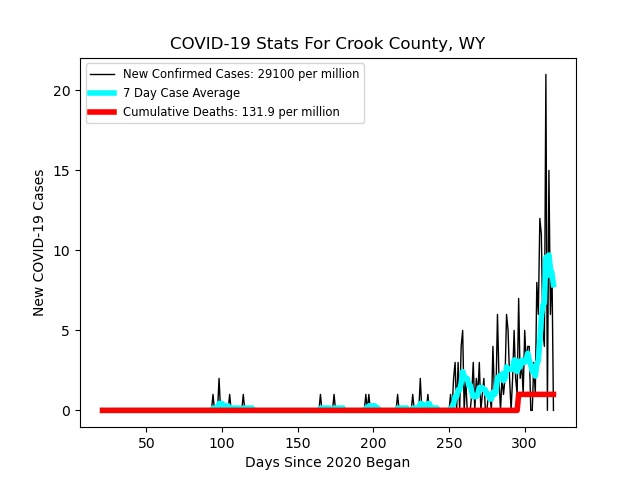 COVID-19 Stats For Crook County, WY
New Confirmed Cases: 29100 per million
7 Day Case Average
Cumulative Deaths: 131.9 per million
New COVID-19 Cases
20
15
10
5
0
50 100 150 200 250 300
Days Since 2020 Began